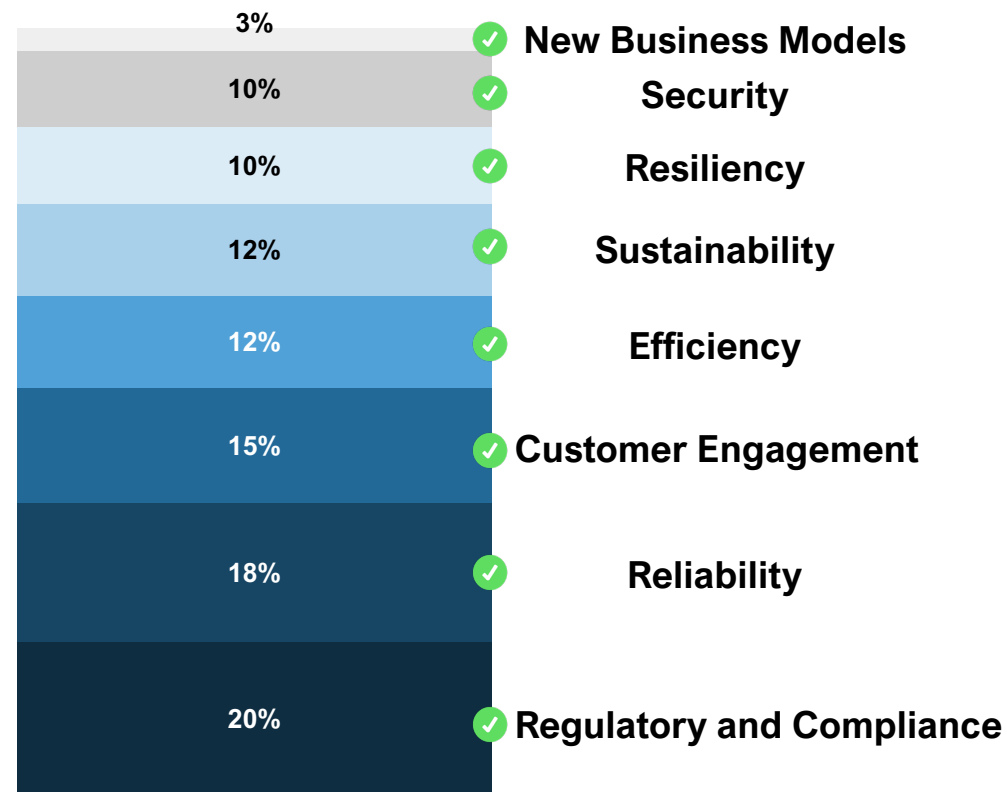 3%
New Business Models
10%
Security
10%
Resiliency
12%
Sustainability
12%
Efficiency
15%
Customer Engagement
18%
Reliability
20%
Regulatory and Compliance